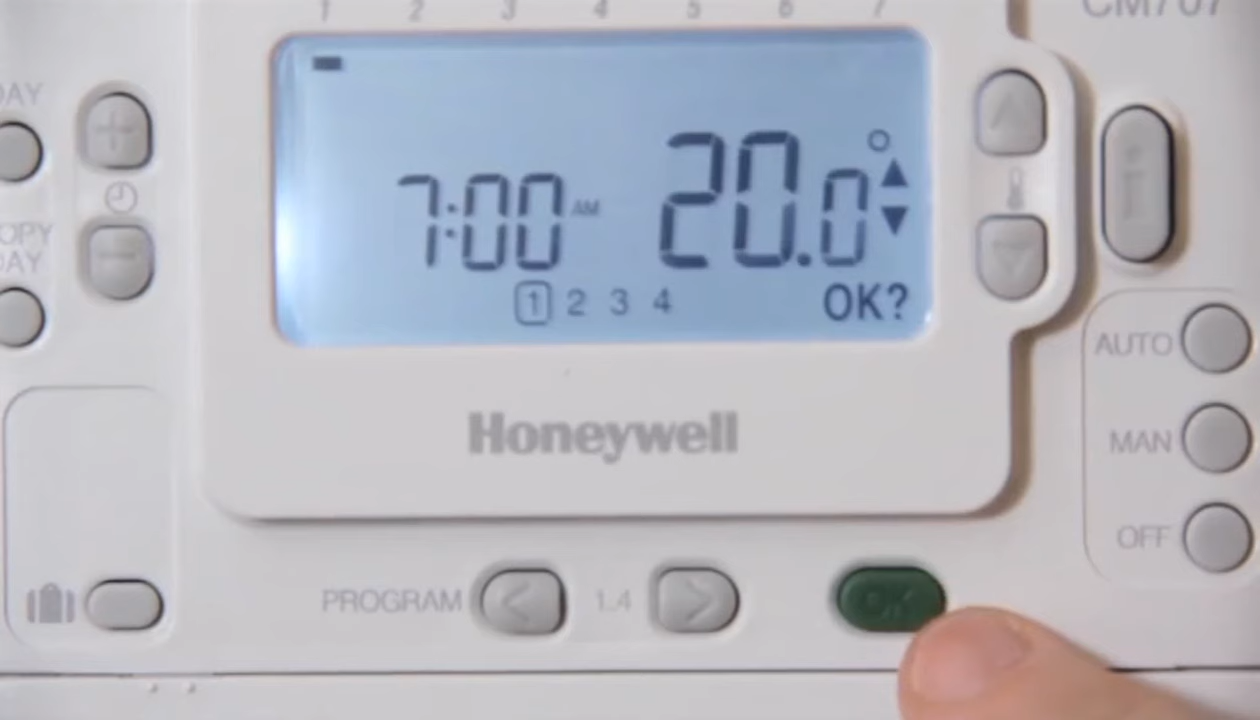 1 2 3 4 5 6 7
CM707
DAY
7:00 AM 20.0°
COPY
DAY
1 2 3 4 OK?
AUTO
Honeywell
MAN
OFF
PROGRAM < 1..4 > OK